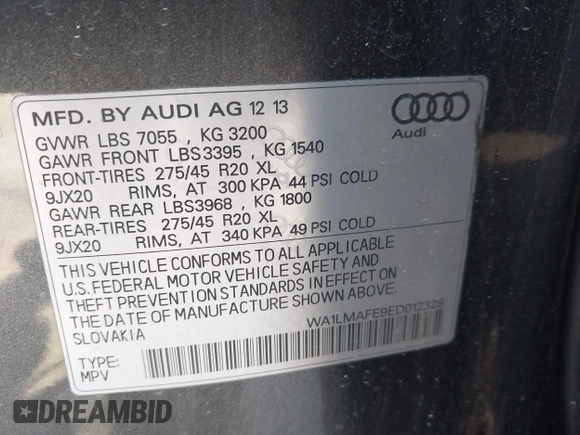 MFD. BY AUDI AG 12 13
Audi
GVWR LBS 7055 , KG 3200
GAWR FRONT LBS3395 , KG 1540
FRONT-TIRES 275/45 R20 XL
9JX20 RIMS, AT 300 KPA 44 PSI COLD
GAWR REAR LBS3968 , KG 1800
REAR-TIRES 275/45 R20 XL
9JX20 RIMS, AT 340 KPA 49 PSI COLD
THIS VEHICLE CONFORMS TO ALL APPLICABLE
U.S.FEDERAL MOTOR VEHICLE SAFETY AND
THEFT PREVENTION STANDARDS IN EFFECT ON
THE DATE OF MANUFACTURE SHOWN ABOVE.
SLOVAKIA
WA1LMAFE9ED012328
TYPE:
MPV
DREAMBID